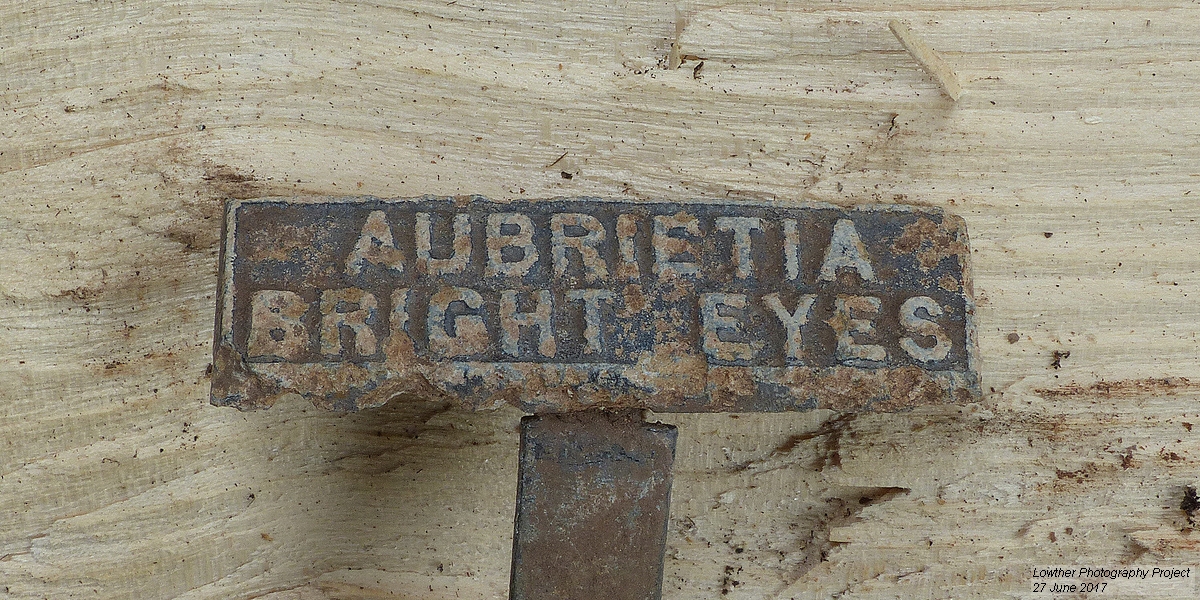 AUBRIETIA
BRIGHT EYES
Lowther Photography Project
27 June 2017